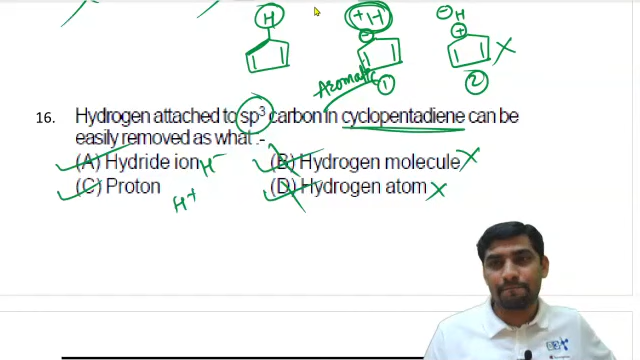 H + H ⊖ H
⊖ ⊕
Aromatic ① ② X
16. Hydrogen attached to sp³ carbon in cyclopentadiene can be
easily removed as what :-
(A) Hydride ion H⁻ (B) Hydrogen molecule X
(C) Proton H+ (D) Hydrogen atom X